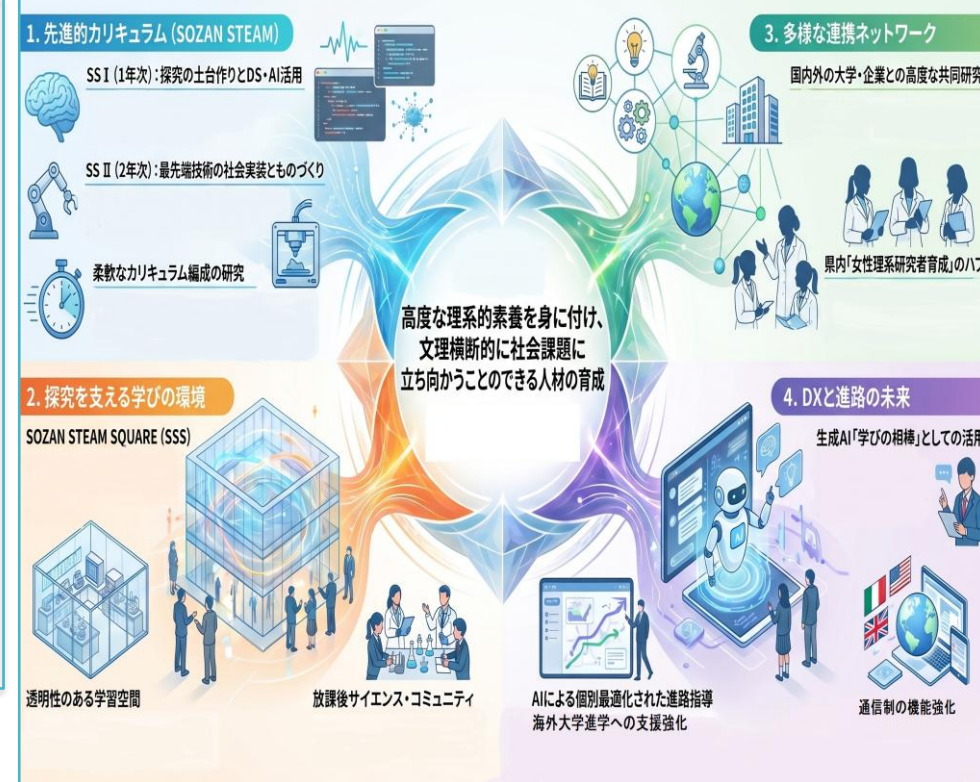 1. 先進的カリキュラム(SOZAN STEAM)
SS I (1年次):探究の土台作りとDS・AI活用
SS II (2年次):最先端技術の社会実装とものづくり
柔軟なカリキュラム編成の研究
3. 多様な連携ネットワーク
国内外の大学・企業との高度な共同研究
県内「女性理系研究者育成」のハブ
高度な理系的素養を身に付け、
文理横断的に社会課題に
立ち向かうことのできる人材の育成
2. 探究を支える学びの環境
SOZAN STEAM SQUARE (SSS)
透明性のある学習空間
放課後サイエンス・コミュニティ
4. DXと進路の未来
生成AI「学びの相棒」としての活用
AI
AIによる個別最適化された進路指導
海外大学進学への支援強化
通信制の機能強化